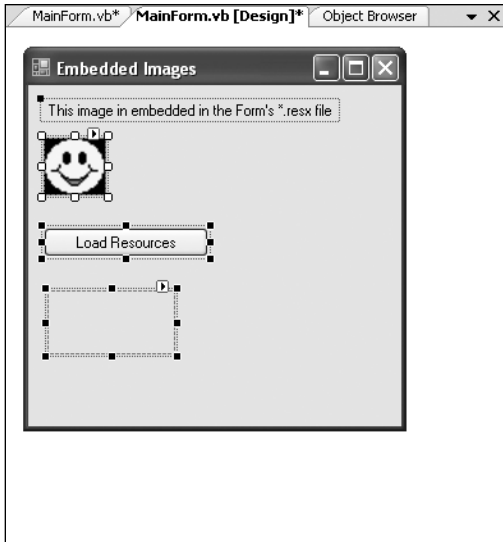 MainForm.vb* MainForm.vb [Design]* Object Browser
Embedded Images
This image in embedded in the Form's *.resx file
Load Resources